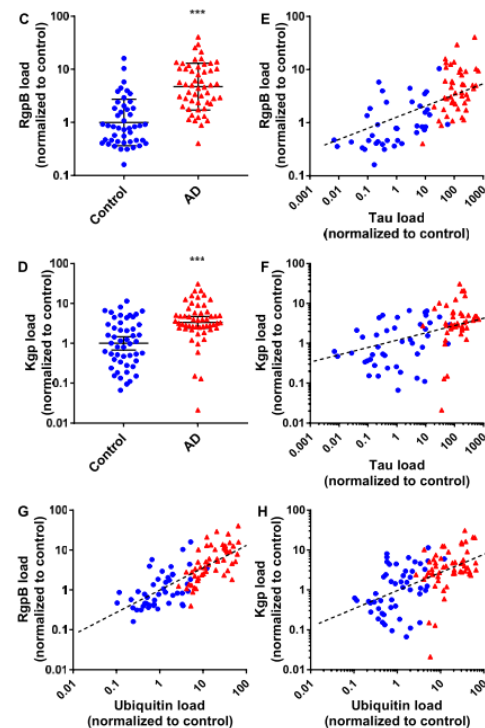 C
***
RgpB load
(normalized to control)
100
10
1
0.1
Control
AD
E
RgpB load
(normalized to control)
100
10
1
0.1
0.001
0.01
0.1
1
10
100
1000
Tau load
(normalized to control)
D
***
Kgp load
(normalized to control)
100
10
1
0.1
0.01
Control
AD
F
Kgp load
(normalized to control)
100
10
1
0.1
0.01
0.001
0.01
0.1
1
10
100
1000
Tau load
(normalized to control)
G
RgpB load
(normalized to control)
100
10
1
0.1
0.01
0.01
0.1
1
10
100
Ubiquitin load
(normalized to control)
H
Kgp load
(normalized to control)
100
10
1
0.1
0.01
0.01
0.1
1
10
100
Ubiquitin load
(normalized to control)